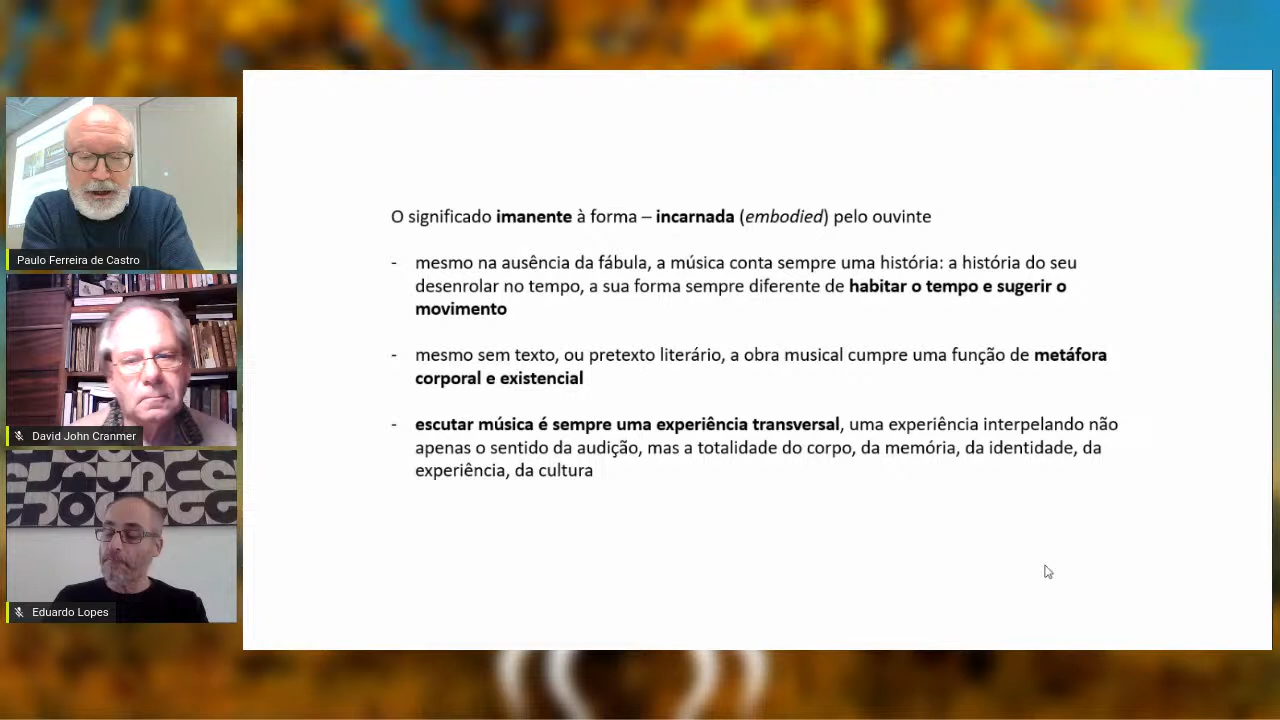 Paulo Ferreira de Castro
David John Cranmer
Eduardo Lopes
O significado imanente à forma – incarnada (embodied) pelo ouvinte
- mesmo na ausência da fábula, a música conta sempre uma história: a história do seu
desenrolar no tempo, a sua forma sempre diferente de habitar o tempo e sugerir o
movimento
- mesmo sem texto, ou pretexto literário, a obra musical cumpre uma função de metáfora
corporal e existencial
- escutar música é sempre uma experiência transversal, uma experiência interpelando não
apenas o sentido da audição, mas a totalidade do corpo, da memória, da identidade, da
experiência, da cultura